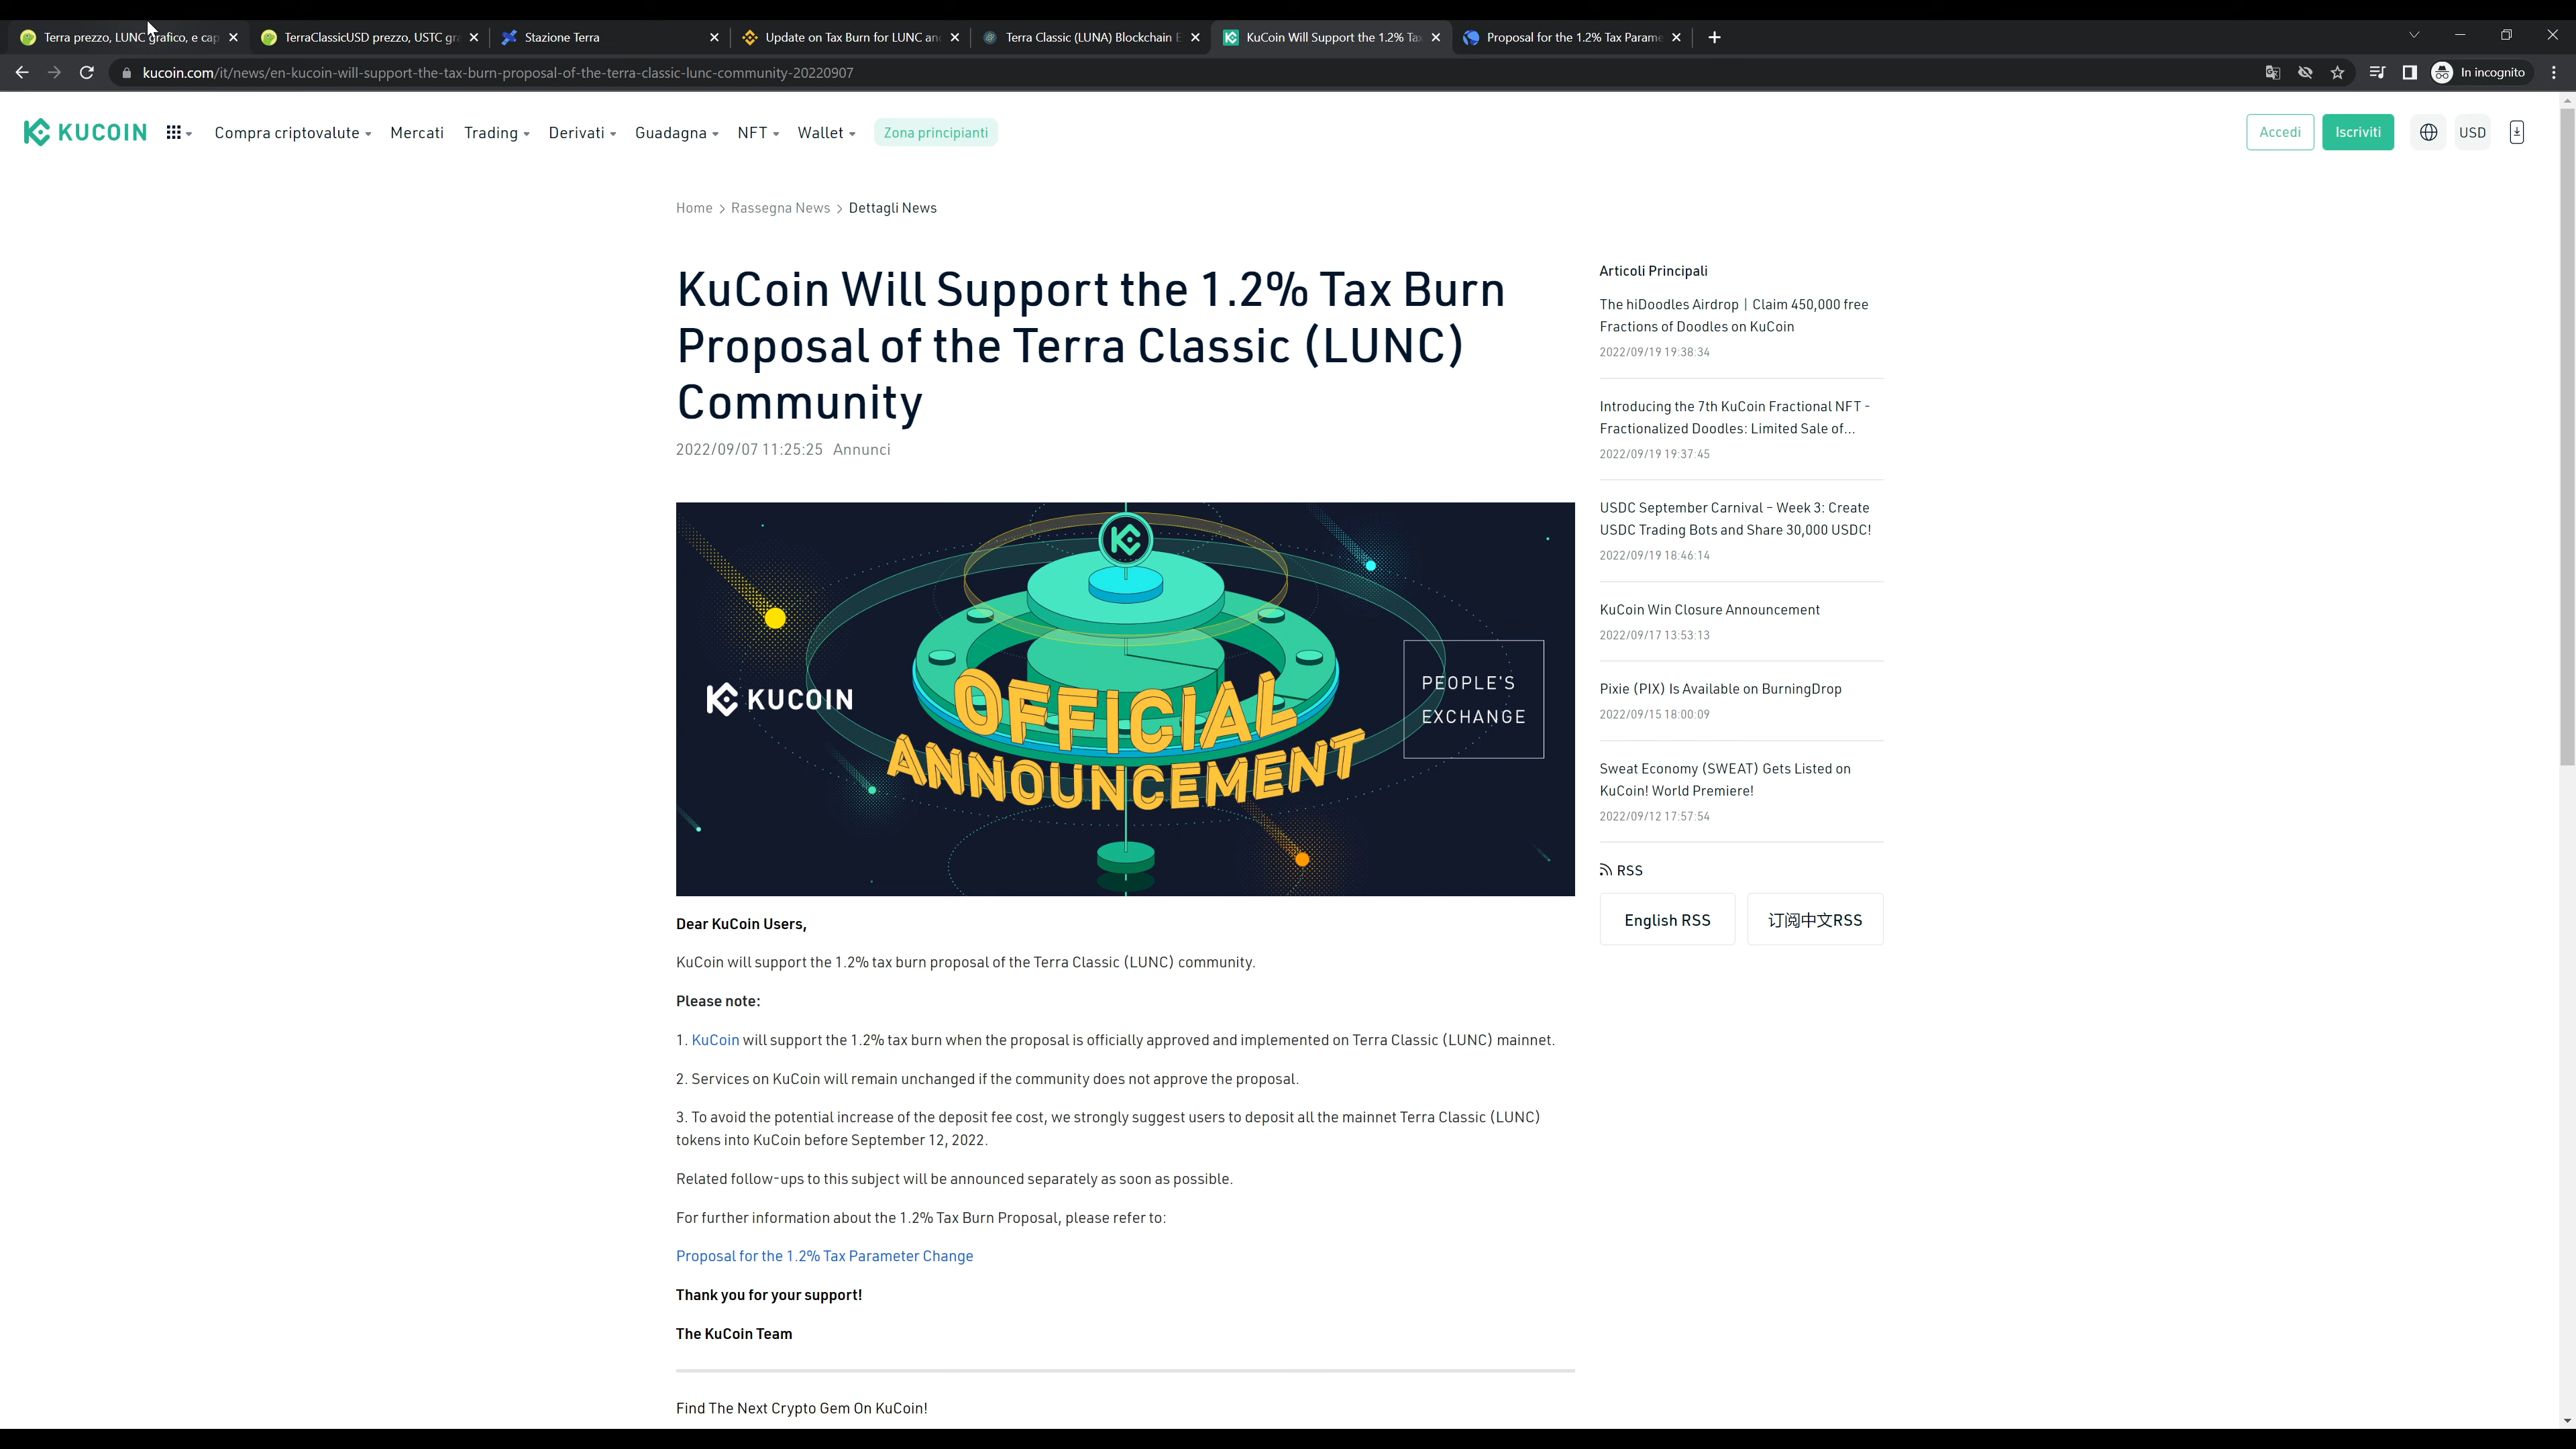 Terra prezzo, LUNC grafico, e cap
TerraClassicUSD prezzo, USTC gra
Stazione Terra
Update on Tax Burn for LUNC an
Terra Classic (LUNA) Blockchain E
KuCoin Will Support the 1.2% Tax
Proposal for the 1.2% Tax Parame
kucoin.com/it/news/en-kucoin-will-support-the-tax-burn-proposal-of-the-terra-classic-lunc-community-20220907
In incognito
KUCOIN
Compra criptovalute
Mercati
Trading
Derivati
Guadagna
NFT
Wallet
Zona principianti
Accedi
Iscriviti
USD
Home > Rassegna News > Dettagli News
KuCoin Will Support the 1.2% Tax Burn
Proposal of the Terra Classic (LUNC)
Community
2022/09/07 11:25:25 Annunci
KUCOIN
OFFICIAL
ANNOUNCEMENT
PEOPLE'S
EXCHANGE
Dear KuCoin Users,
KuCoin will support the 1.2% tax burn proposal of the Terra Classic (LUNC) community.
Please note:
1. KuCoin will support the 1.2% tax burn when the proposal is officially approved and implemented on Terra Classic (LUNC) mainnet.
2. Services on KuCoin will remain unchanged if the community does not approve the proposal.
3. To avoid the potential increase of the deposit fee cost, we strongly suggest users to deposit all the mainnet Terra Classic (LUNC)
tokens into KuCoin before September 12, 2022.
Related follow-ups to this subject will be announced separately as soon as possible.
For further information about the 1.2% Tax Burn Proposal, please refer to:
Proposal for the 1.2% Tax Parameter Change
Thank you for your support!
The KuCoin Team
Find The Next Crypto Gem On KuCoin!
Articoli Principali
The hiDoodles Airdrop | Claim 450,000 free
Fractions of Doodles on KuCoin
2022/09/19 19:38:34
Introducing the 7th KuCoin Fractional NFT -
Fractionalized Doodles: Limited Sale of...
2022/09/19 19:37:45
USDC September Carnival – Week 3: Create
USDC Trading Bots and Share 30,000 USDC!
2022/09/19 18:46:14
KuCoin Win Closure Announcement
2022/09/17 13:53:13
Pixie (PIX) Is Available on BurningDrop
2022/09/15 18:00:09
Sweat Economy (SWEAT) Gets Listed on
KuCoin! World Premiere!
2022/09/12 17:57:54
RSS
English RSS
订阅中文RSS